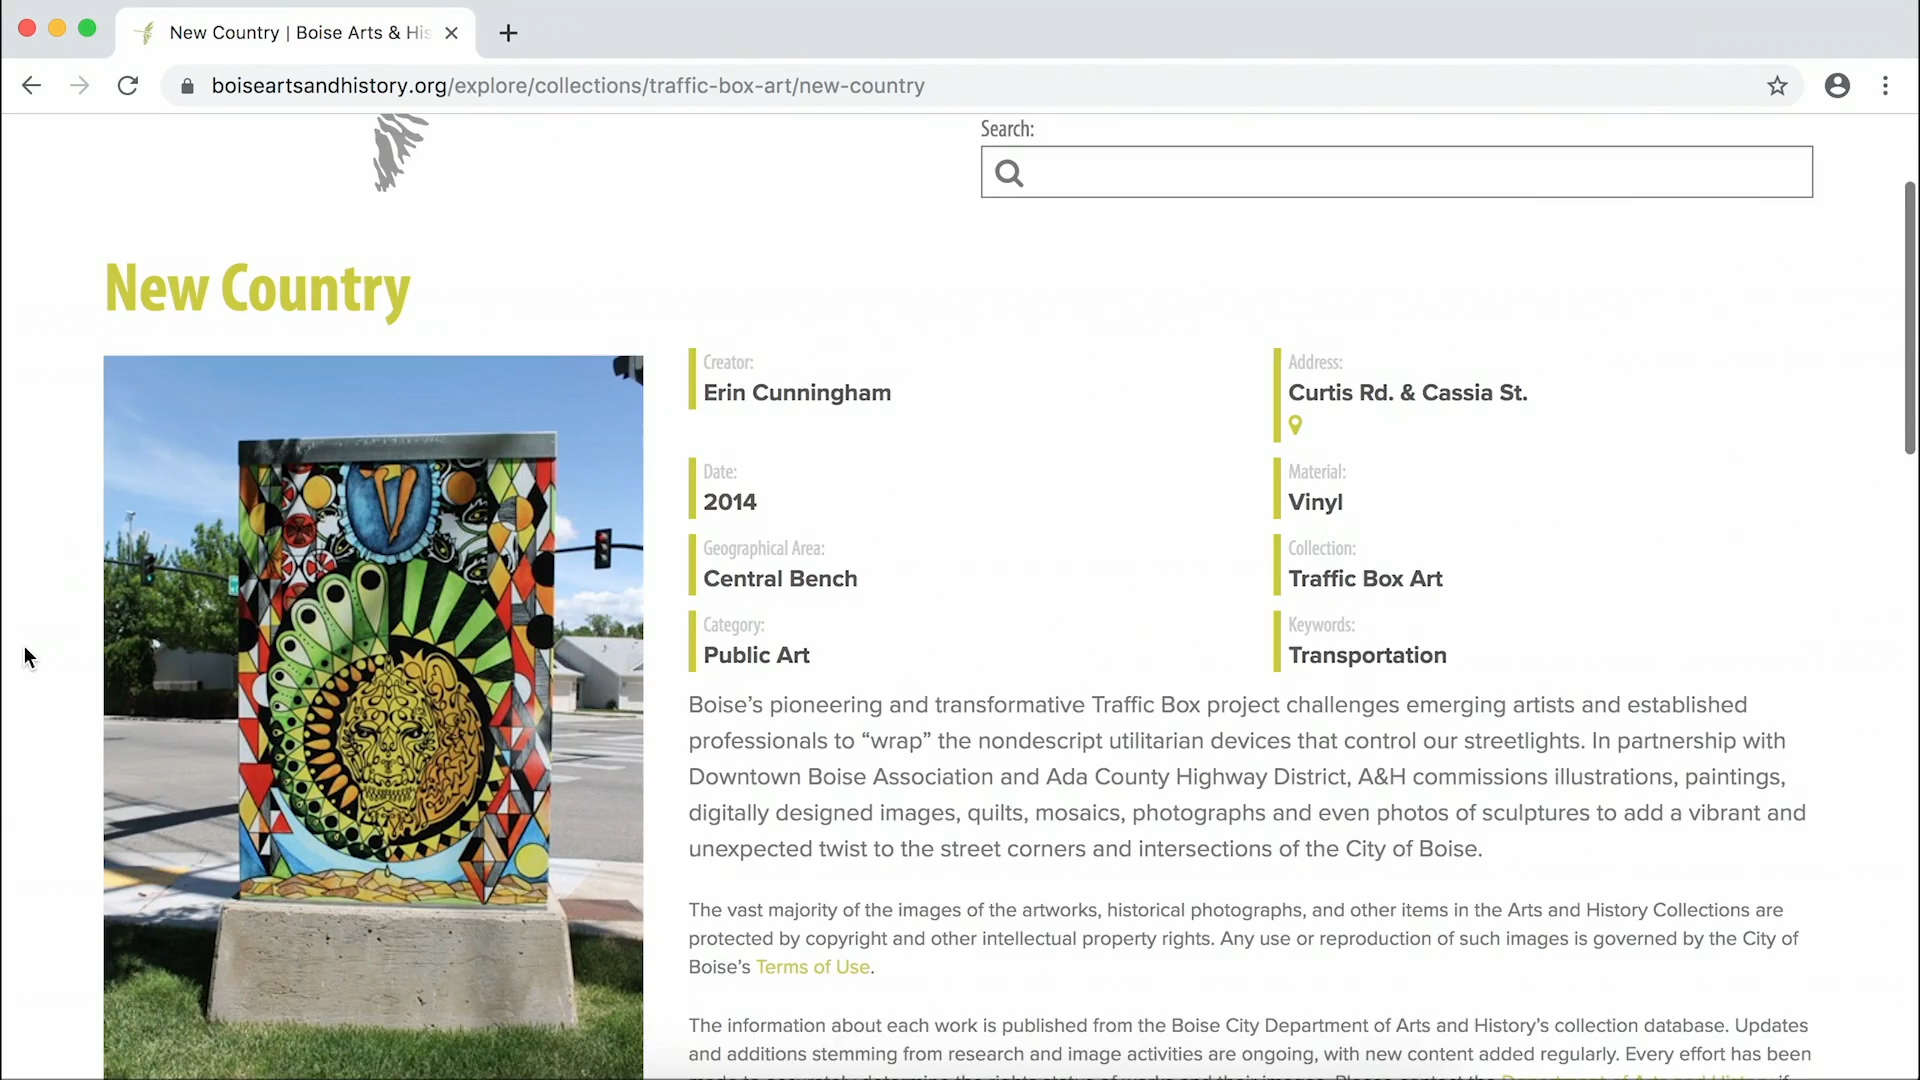 New Country | Boise Arts & His
boiseartsandhistory.org/explore/collections/traffic-box-art/new-country
Search:
New Country
Creator:
Erin Cunningham
Address:
Curtis Rd. & Cassia St.
Date:
2014
Material:
Vinyl
Geographical Area:
Central Bench
Collection:
Traffic Box Art
Category:
Public Art
Keywords:
Transportation
Boise’s pioneering and transformative Traffic Box project challenges emerging artists and established
professionals to “wrap” the nondescript utilitarian devices that control our streetlights. In partnership with
Downtown Boise Association and Ada County Highway District, A&H commissions illustrations, paintings,
digitally designed images, quilts, mosaics, photographs and even photos of sculptures to add a vibrant and
unexpected twist to the street corners and intersections of the City of Boise.
The vast majority of the images of the artworks, historical photographs, and other items in the Arts and History Collections are
protected by copyright and other intellectual property rights. Any use or reproduction of such images is governed by the City of
Boise’s Terms of Use.
The information about each work is published from the Boise City Department of Arts and History’s collection database. Updates
and additions stemming from research and image activities are ongoing, with new content added regularly. Every effort has been